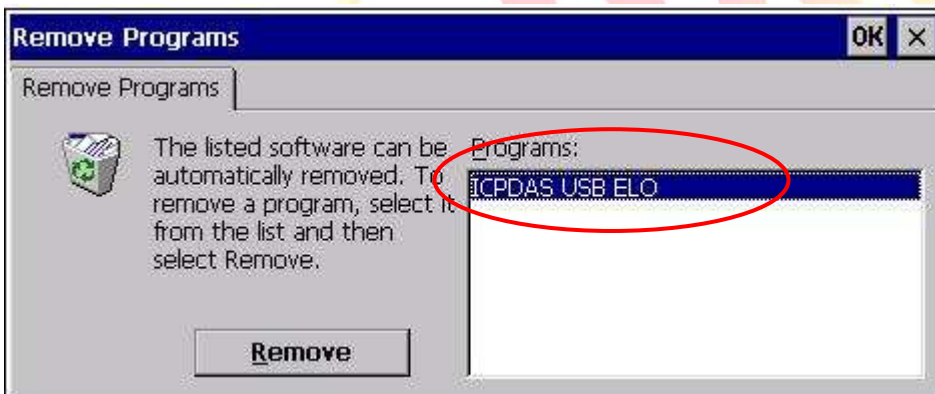 Remove Programs
OK ×
Remove Programs
The listed software can be
automatically removed. To
remove a program, select it
from the list and then
select Remove.
Remove
Programs:
ICPDAS USB ELO